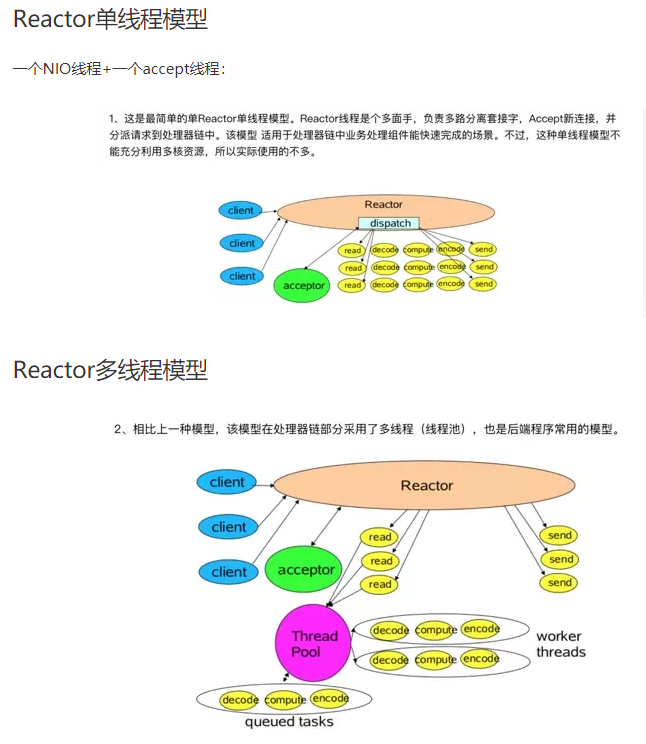 Reactor单线程模型
一个NIO线程+一个accept线程：
1、这是最简单的单Reactor单线程模型。Reactor线程是个多面手，负责多路分离套接字，Accept新连接，并
分派请求到处理器链中。该模型 适用于处理器链中业务处理组件能快速完成的场景。不过，这种单线程模型不
能充分利用多核资源，所以实际使用的不多。
Reactor
client
dispatch
client
read decode compute encode send
client
read decode compute encode send
acceptor
read decode compute encode send
Reactor多线程模型
2、相比上一种模型，该模型在处理器链部分采用了多线程（线程池），也是后端程序常用的模型。
client
Reactor
client
read
send
read
send
client
acceptor
read
send
Thread
Pool
decode compute encode
worker
threads
decode compute encode
decode compute encode
queued tasks